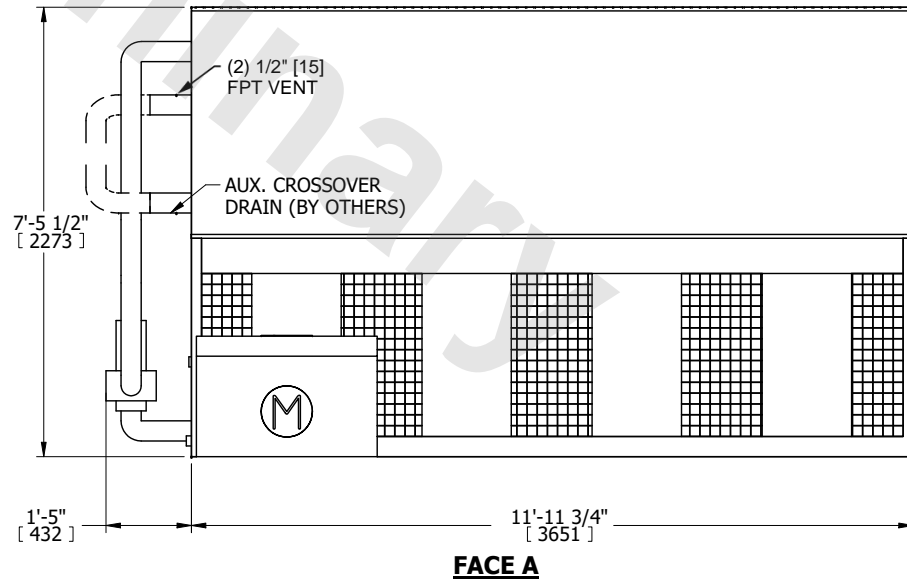 (2) 1/2" [15]
FPT VENT
AUX. CROSSOVER
DRAIN (BY OTHERS)
7'-5 1/2"
[ 2273 ]
M
1'-5"
[ 432 ]
11'-11 3/4"
[ 3651 ]
FACE A
inary